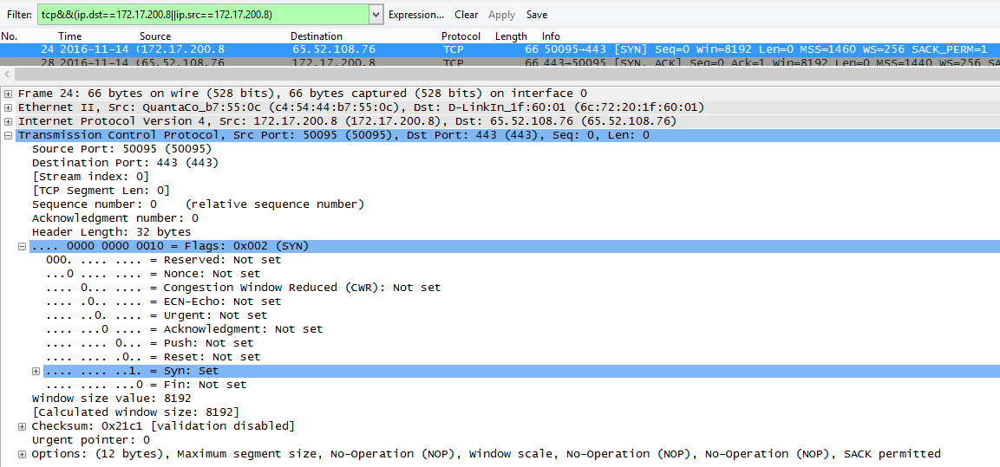 Filter: tcp&&(ip.dst==172.17.200.8||ip.src==172.17.200.8) Expression... Clear Apply Save
No. Time Source Destination Protocol Length Info
24 2016-11-14 (172.17.200.8 65.52.108.76 TCP 66 50095→443 [SYN] Seq=0 Win=8192 Len=0 MSS=1460 WS=256 SACK_PERM=1
28 2016-11-14 (65.52.108.76 172.17.200.8 TCP 66 443→50095 [SYN, ACK] Seq=0 Ack=1 Win=8192 Len=0 MSS=1440 WS=256 SAC
Frame 24: 66 bytes on wire (528 bits), 66 bytes captured (528 bits) on interface 0
Ethernet II, Src: QuantaCo_b7:55:0c (c4:54:44:b7:55:0c), Dst: D-LinkIn_1f:60:01 (6c:72:20:1f:60:01)
Internet Protocol Version 4, Src: 172.17.200.8 (172.17.200.8), Dst: 65.52.108.76 (65.52.108.76)
Transmission Control Protocol, Src Port: 50095 (50095), Dst Port: 443 (443), Seq: 0, Len: 0
Source Port: 50095 (50095)
Destination Port: 443 (443)
[Stream index: 0]
[TCP Segment Len: 0]
Sequence number: 0 (relative sequence number)
Acknowledgment number: 0
Header Length: 32 bytes
.... 0000 0000 0010 = Flags: 0x002 (SYN)
000. .... .... = Reserved: Not set
...0 .... .... = Nonce: Not set
.... 0... .... = Congestion Window Reduced (CWR): Not set
.... .0.. .... = ECN-Echo: Not set
.... ..0. .... = Urgent: Not set
.... ...0 .... = Acknowledgment: Not set
.... .... 0... = Push: Not set
.... .... .0.. = Reset: Not set
.... .... ..1. = Syn: Set
.... .... ...0 = Fin: Not set
Window size value: 8192
[Calculated window size: 8192]
Checksum: 0x21c1 [validation disabled]
Urgent pointer: 0
Options: (12 bytes), Maximum segment size, No-Operation (NOP), Window scale, No-Operation (NOP), No-Operation (NOP), SACK permitted